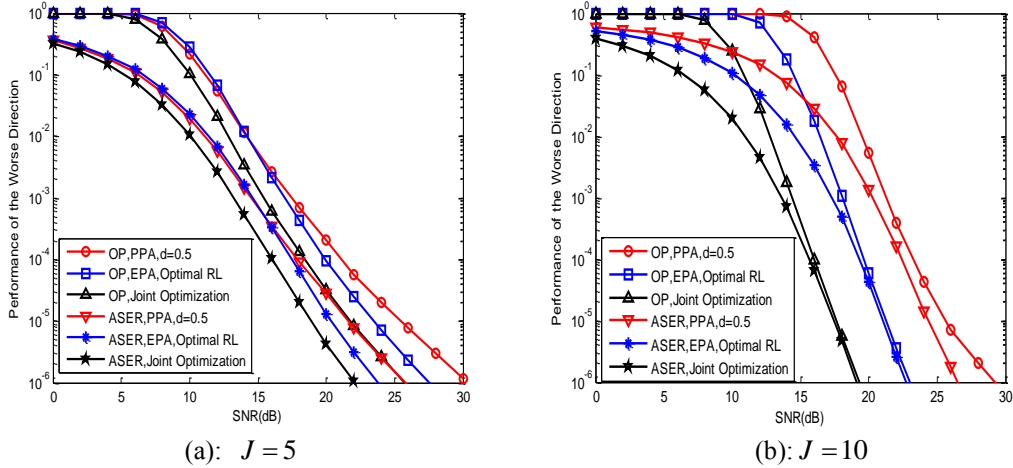 10^0
10^-1
10^-2
10^-3
10^-4
10^-5
10^-6
Performance of the Worse Direction
OP,PPA,d=0.5
OP,EPA,Optimal RL
OP,Joint Optimization
ASER,PPA,d=0.5
ASER,EPA,Optimal RL
ASER,Joint Optimization
0 5 10 15 20 25 30
SNR(dB)
(a): J = 5
10^0
10^-1
10^-2
10^-3
10^-4
10^-5
10^-6
Performance of the Worse Direction
OP,PPA,d=0.5
OP,EPA,Optimal RL
OP,Joint Optimization
ASER,PPA,d=0.5
ASER,EPA,Optimal RL
ASER,Joint Optimization
0 5 10 15 20 25 30
SNR(dB)
(b): J = 10